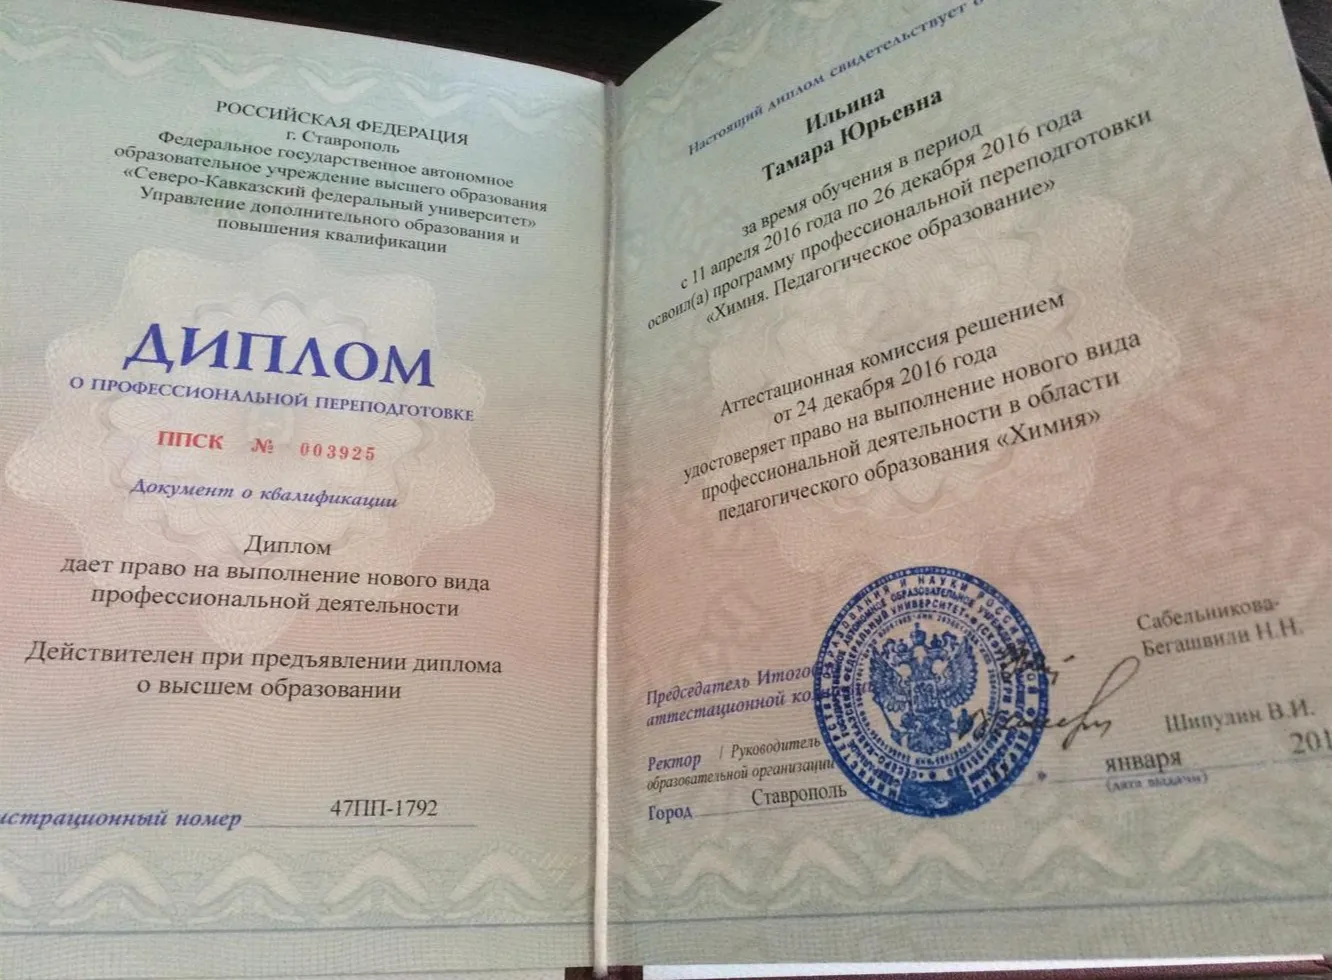 РОССИЙСКАЯ ФЕДЕРАЦИЯ
г. Ставрополь
Федеральное государственное автономное
образовательное учреждение высшего образования
«Северо-Кавказский федеральный университет»
Управление дополнительного образования и
повышения квалификации
ДИПЛОМ
О ПРОФЕССИОНАЛЬНОЙ ПЕРЕПОДГОТОВКЕ
ППСК № 003925
Документ о квалификации
Диплом
дает право на выполнение нового вида
профессиональной деятельности
Действителен при предъявлении диплома
о высшем образовании
истрационный номер 47ПП-1792
Настоящий диплом свидетельствует о
Ильина
Тамара Юрьевна
за время обучения в период
с 11 апреля 2016 года по 26 декабря 2016 года
освоил(а) программу профессиональной переподготовки
«Химия. Педагогическое образование»
Аттестационная комиссия решением
от 24 декабря 2016 года
удостоверяет право на выполнение нового вида
профессиональной деятельности в области
педагогического образования «Химия»
Председатель Итогов
аттестационной ко
Сабельникова-
Бегашвили Н.Н.
Ректор / Руководитель
образовательной организации
Шипулин В.И.
Город Ставрополь
» января 201
(дата выдачи)